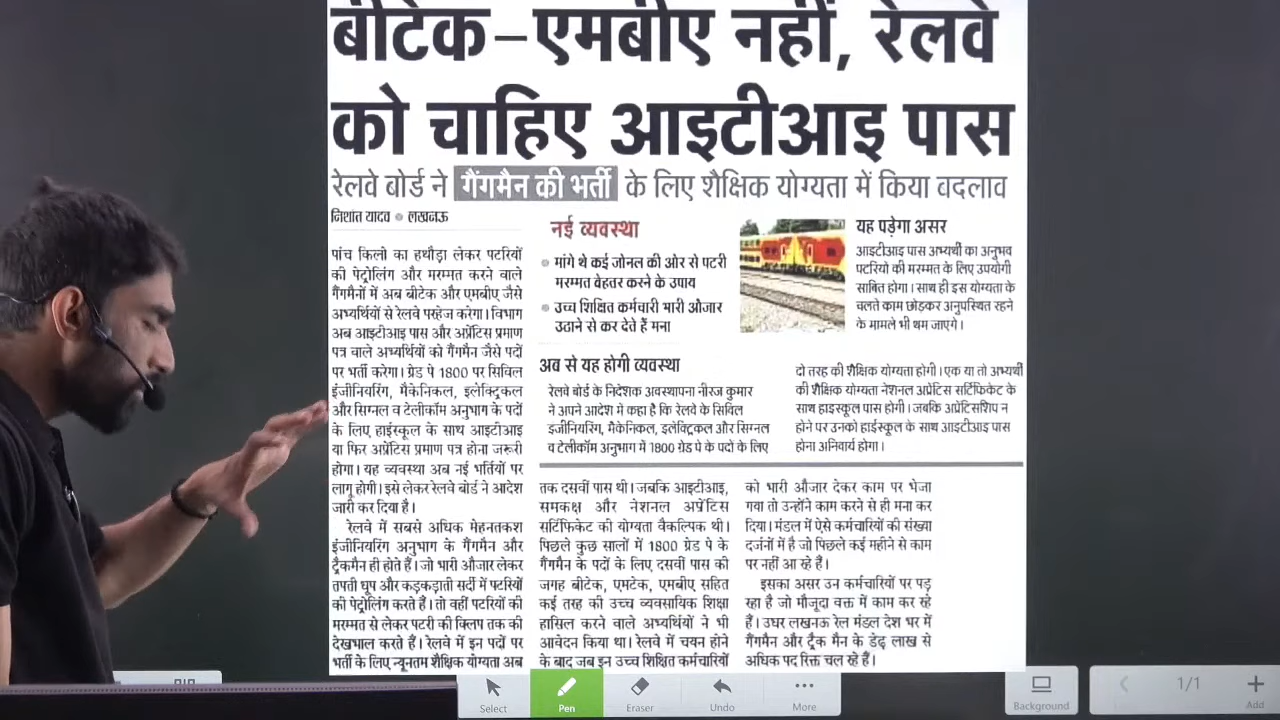 बीटेक-एमबीए नहीं, रेलवे
को चाहिए आइटीआइ पास
रेलवे बोर्ड ने गैंगमैन की भर्ती के लिए शैक्षिक योग्यता में किया बदलाव
निशांत यादव ● लखनऊ
पांच किलो का हथौड़ा लेकर पटरियों
की पेट्रोलिंग और मरम्मत करने वाले
गैंगमैनों में अब बीटेक और एमबीए जैसे
अभ्यर्थियों से रेलवे परहेज करेगा। विभाग
अब आइटीआइ पास और अप्रेंटिस प्रमाण
पत्र वाले अभ्यर्थियों को गैंगमैन जैसे पदों
पर भर्ती करेगा। ग्रेड पे 1800 पर सिविल
इंजीनियरिंग, मैकेनिकल, इलेक्ट्रिकल
और सिग्नल व टेलीकॉम अनुभाग के पदों
के लिए हाईस्कूल के साथ आइटीआइ
या फिर अप्रेंटिस प्रमाण पत्र होना जरूरी
होगा। यह व्यवस्था अब नई भर्तियों पर
लागू होगी। इसे लेकर रेलवे बोर्ड ने आदेश
जारी कर दिया है।
रेलवे में सबसे अधिक मेहनतकश
इंजीनियरिंग अनुभाग के गैंगमैन और
ट्रैकमैन ही होते हैं। जो भारी औजार लेकर
तपती धूप और कड़कड़ाती सर्दी में पटरियों
की पेट्रोलिंग करते हैं। तो वहीं पटरियों की
मरम्मत से लेकर पटरी की क्लिप तक की
देखभाल करते हैं। रेलवे में इन पदों पर
भर्ती के लिए न्यूनतम शैक्षिक योग्यता अब
नई व्यवस्था
● मांगे थे कई जोनल की ओर से पटरी
मरम्मत बेहतर करने के उपाय
● उच्च शिक्षित कर्मचारी भारी औजार
उठाने से कर देते हैं मना
यह पड़ेगा असर
आइटीआइ पास अभ्यर्थी का अनुभव
पटरियो की मरम्मत के लिए उपयोगी
साबित होगा। साथ ही इस योग्यता के
चलते काम छोड़कर अनुपस्थित रहने
के मामले भी थम जाएंगे।
अब से यह होगी व्यवस्था
रेलवे बोर्ड के निदेशक अवस्थापना नीरज कुमार
ने अपने आदेश में कहा है कि रेलवे के सिविल
इंजीनियरिंग, मैकेनिकल, इलेक्ट्रिकल और सिग्नल
व टेलीकॉम अनुभाग में 1800 ग्रेड पे के पदों के लिए
दो तरह की शैक्षिक योग्यता होगी। एक या तो अभ्यर्थी
की शैक्षिक योग्यता नेशनल अप्रेंटिस सर्टिफिकेट के
साथ हाइस्कूल पास होगी। जबकि अप्रेंटिसशिप न
होने पर उनको हाईस्कूल के साथ आइटीआइ पास
होना अनिवार्य होगा।
तक दसवीं पास थी। जबकि आइटीआइ,
समकक्ष और नेशनल अप्रेंटिस
सर्टिफिकेट की योग्यता वैकल्पिक थी।
पिछले कुछ सालों में 1800 ग्रेड पे के
गैंगमैन के पदों के लिए दसवीं पास की
जगह बीटेक, एमटेक, एमबीए सहित
कई तरह की उच्च व्यवसायिक शिक्षा
हासिल करने वाले अभ्यर्थियों ने भी
आवेदन किया था। रेलवे में चयन होने
के बाद जब इन उच्च शिक्षित कर्मचारियों
को भारी औजार देकर काम पर भेजा
गया तो उन्होंने काम करने से ही मना कर
दिया। मंडल में ऐसे कर्मचारियों की संख्या
दर्जनों में है जो पिछले कई महीने से काम
पर नहीं आ रहे हैं।
इसका असर उन कर्मचारियों पर पड़
रहा है जो मौजूदा वक्त में काम कर रहे
हैं। उधर लखनऊ रेल मंडल देश भर में
गैंगमैन और ट्रैक मैन के डेढ़ लाख से
अधिक पद रिक्त चल रहे हैं।
Select
Pen
Eraser
Undo
More
Background
1/1
Add